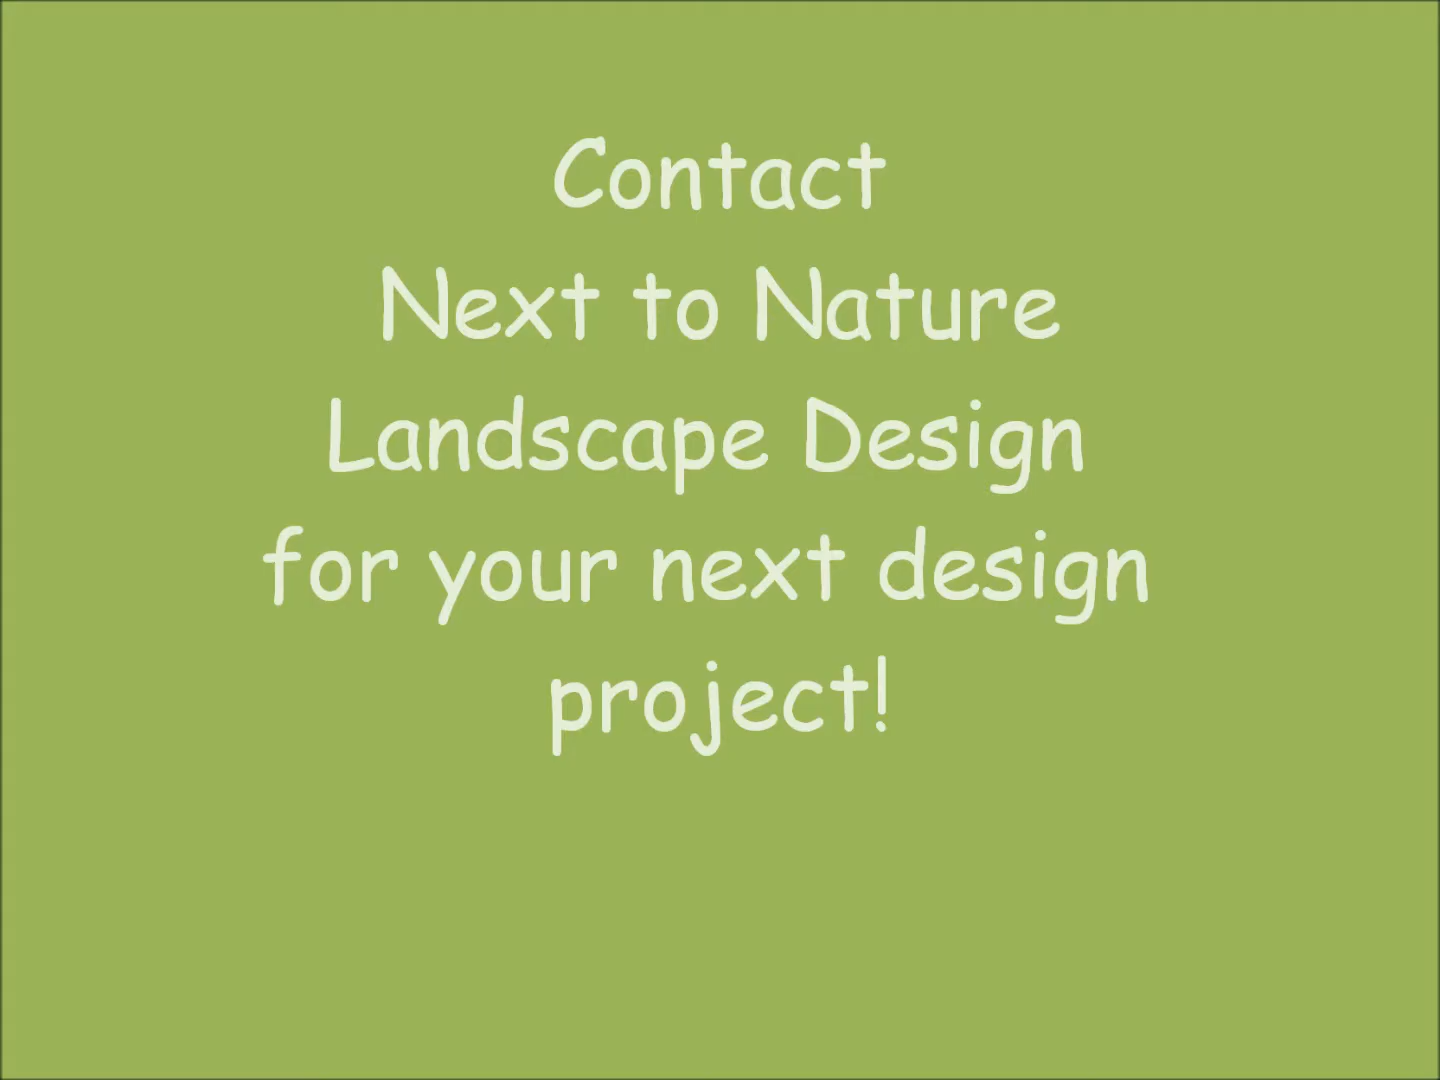 Contact
Next to Nature
Landscape Design
for your next design
project!